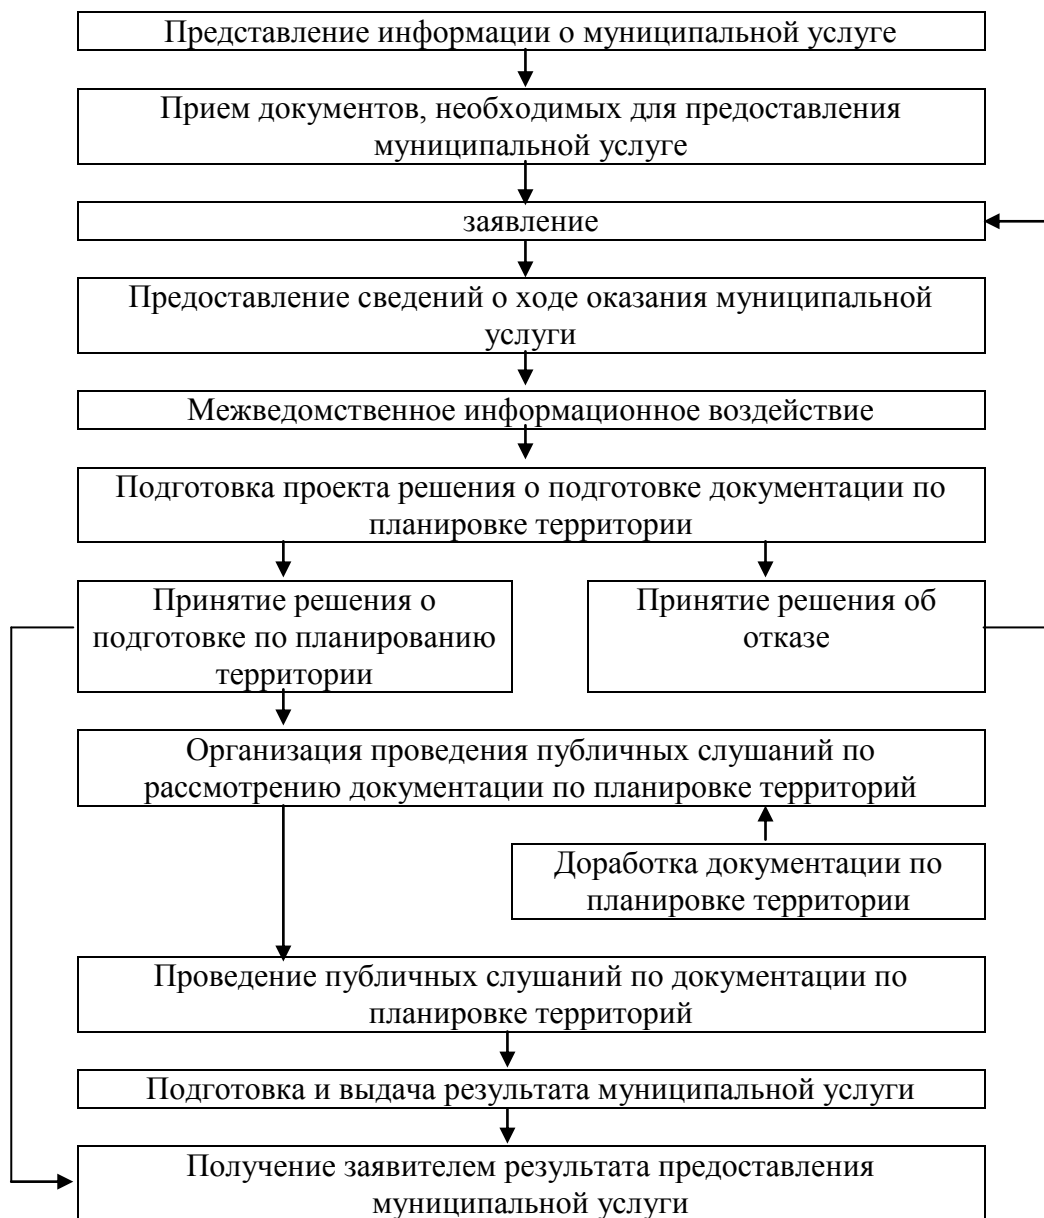 Представление информации о муниципальной услуге
Прием документов, необходимых для предоставления
муниципальной услуге
заявление
Предоставление сведений о ходе оказания муниципальной
услуги
Межведомственное информационное воздействие
Подготовка проекта решения о подготовке документации по
планировке территории
Принятие решения о
подготовке по планированию
территории
Принятие решения об
отказе
Организация проведения публичных слушаний по
рассмотрению документации по планировке территорий
Доработка документации по
планировке территории
Проведение публичных слушаний по документации по
планировке территорий
Подготовка и выдача результата муниципальной услуги
Получение заявителем результата предоставления
муниципальной услуги